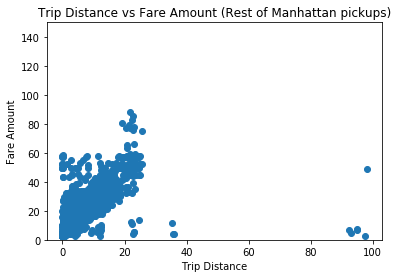 Trip Distance vs Fare Amount (Rest of Manhattan pickups)
140
120
100
80
60
40
20
0
Fare Amount
0 20 40 60 80 100
Trip Distance